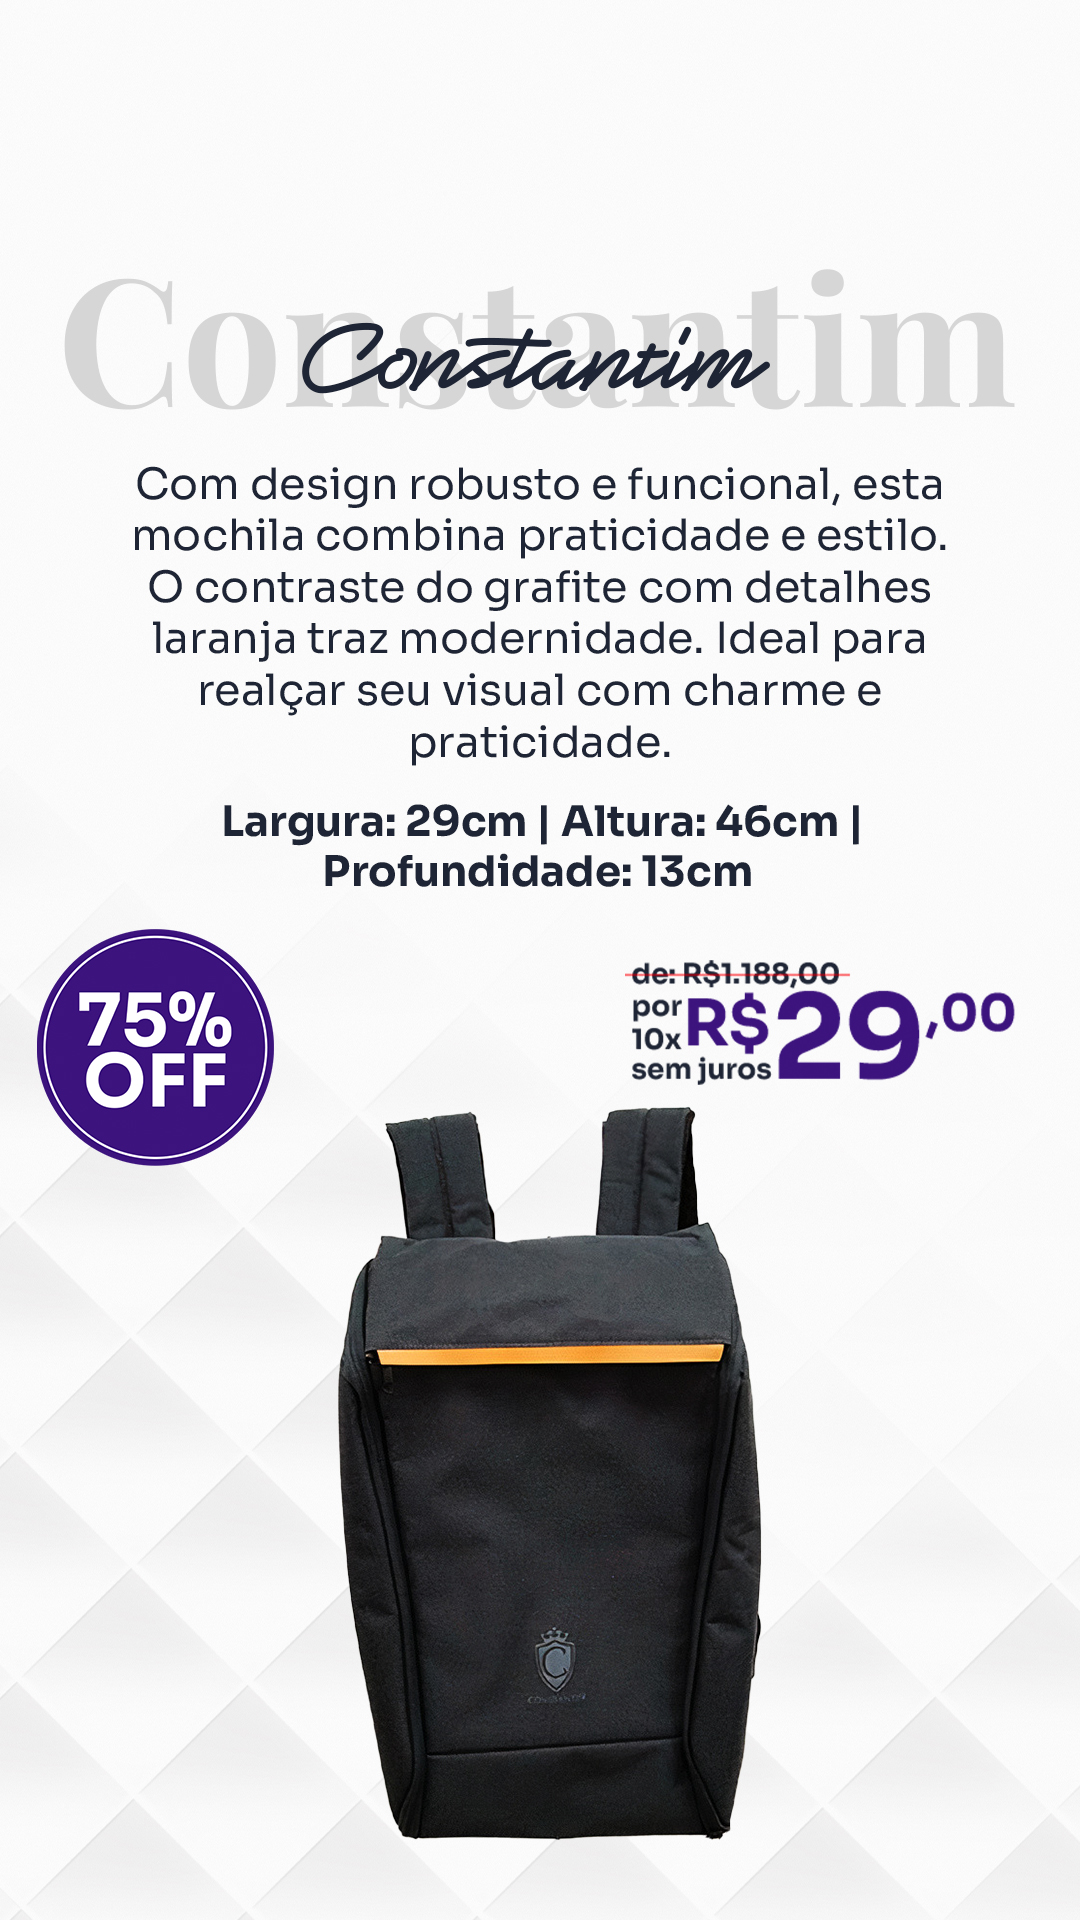 Constantim
Constantim
Com design robusto e funcional, esta
mochila combina praticidade e estilo.
O contraste do grafite com detalhes
laranja traz modernidade. Ideal para
realçar seu visual com charme e
praticidade.
Largura: 29cm | Altura: 46cm |
Profundidade: 13cm
75%
OFF
de: R$1.188,00
por
10x
sem juros
R$29,00
C